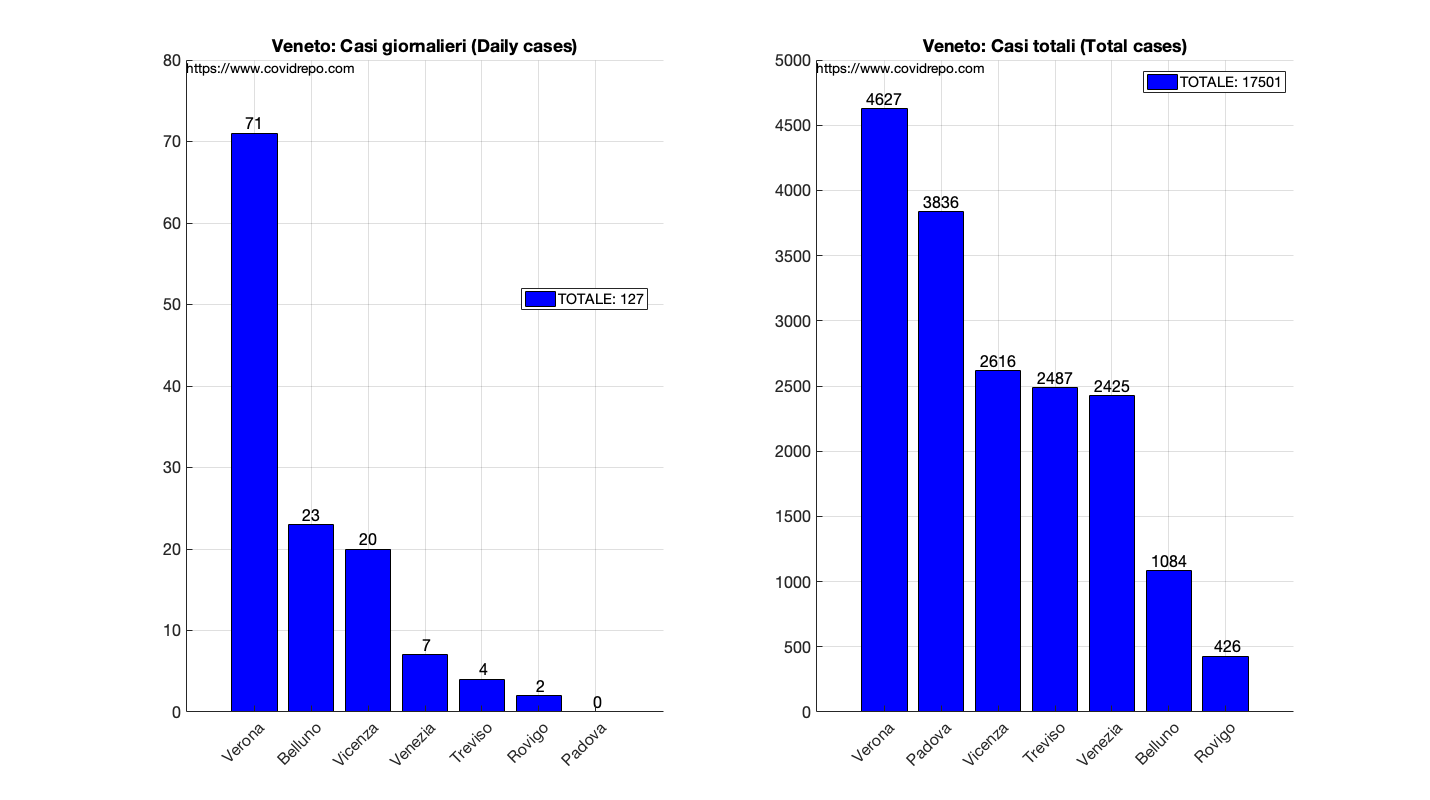 Veneto: Casi giornalieri (Daily cases)
https://www.covidrepo.com
80
70
60
50
40
30
20
10
0
71
23
20
7
4
2
0
TOTALE: 127
Verona
Belluno
Vicenza
Venezia
Treviso
Rovigo
Padova
Veneto: Casi totali (Total cases)
https://www.covidrepo.com
TOTALE: 17501
5000
4500
4000
3500
3000
2500
2000
1500
1000
500
0
4627
3836
2616
2487
2425
1084
426
Verona
Padova
Vicenza
Treviso
Venezia
Belluno
Rovigo